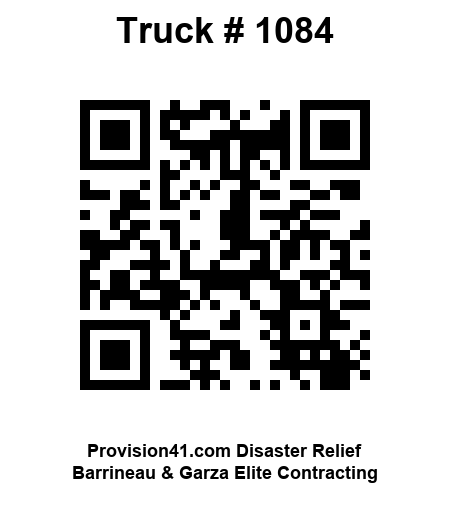 Truck # 1084
Provision41.com Disaster Relief
Barrineau & Garza Elite Contracting